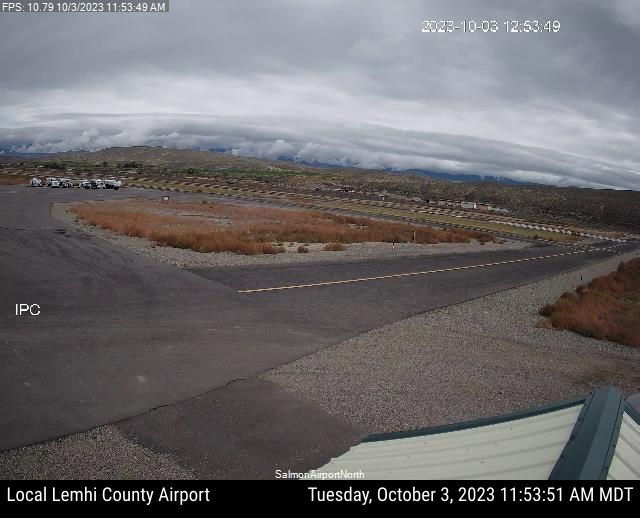 FPS: 10.79 10/3/2023 11:53:49 AM
2023-10-03 12:53:49
IPC
SalmonAirportNorth
Local Lemhi County Airport Tuesday, October 3, 2023 11:53:51 AM MDT